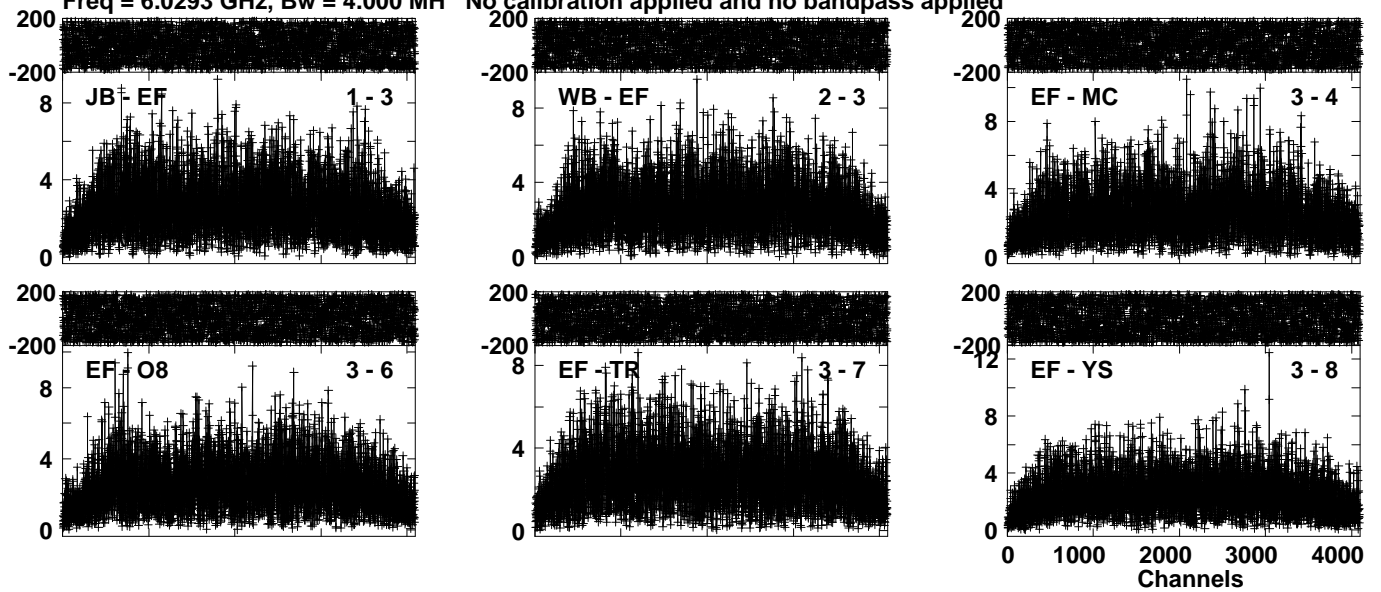 Freq = 6.0293 GHz, Bw = 4.000 MH No calibration applied and no bandpass applied
200 200 200
-200 -200 -200
JB - EF 1 - 3 WB - EF 2 - 3 EF - MC 3 - 4
8 8 8
4 4 4
0 0 0
200 200 200
-200 -200 -200
EF - O8 3 - 6 EF - TR 3 - 7 EF - YS 3 - 8
12
8 8 8
4 4 4
0 0 0
0 1000 2000 3000 4000
Channels